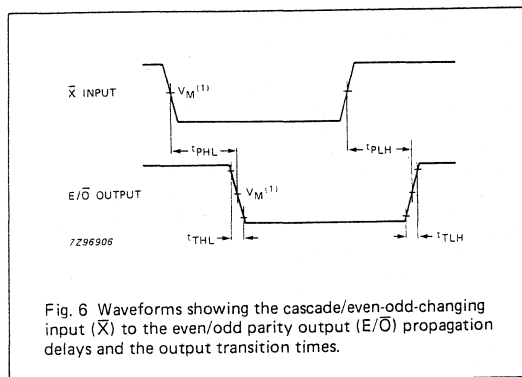 X̅ INPUT
V_M^(1)
t_PHL
t_PLH
E/O̅ OUTPUT
V_M^(1)
7Z96906
t_THL
t_TLH
Fig. 6 Waveforms showing the cascade/even-odd-changing
input (X̅) to the even/odd parity output (E/O̅) propagation
delays and the output transition times.